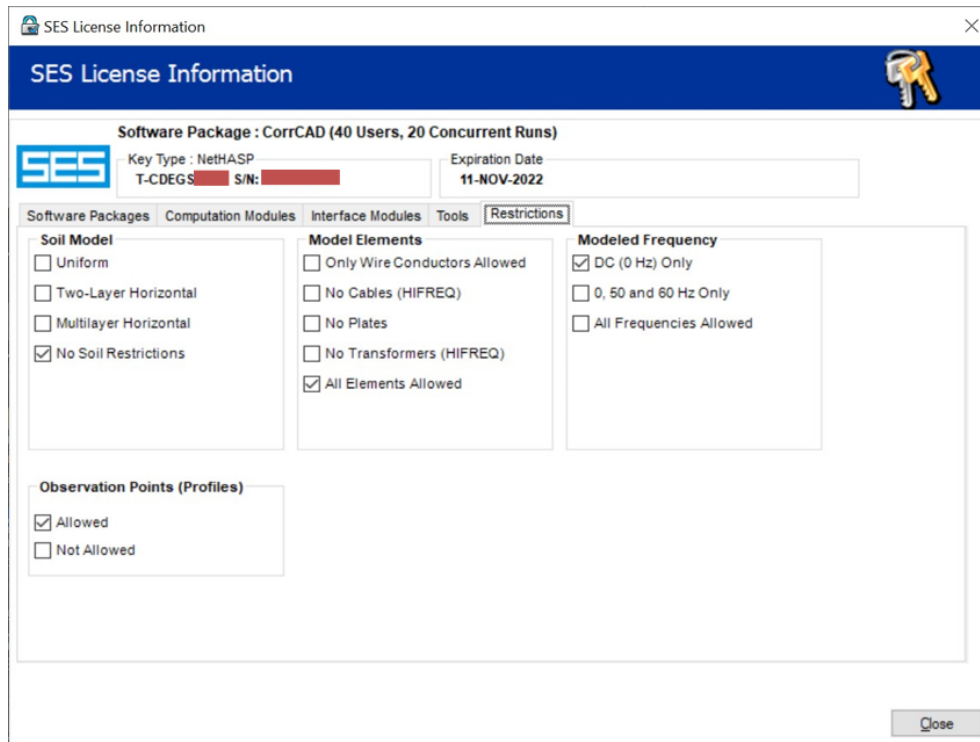 SES License Information
SES License Information
Software Package : CorrCAD (40 Users, 20 Concurrent Runs)
SES
Key Type : NetHASP
T-CDEGS S/N:
Expiration Date
11-NOV-2022
Software Packages Computation Modules Interface Modules Tools Restrictions
Soil Model
Uniform
Two-Layer Horizontal
Multilayer Horizontal
No Soil Restrictions
Model Elements
Only Wire Conductors Allowed
No Cables (HIFREQ)
No Plates
No Transformers (HIFREQ)
All Elements Allowed
Modeled Frequency
DC (0 Hz) Only
0, 50 and 60 Hz Only
All Frequencies Allowed
Observation Points (Profiles)
Allowed
Not Allowed
Close